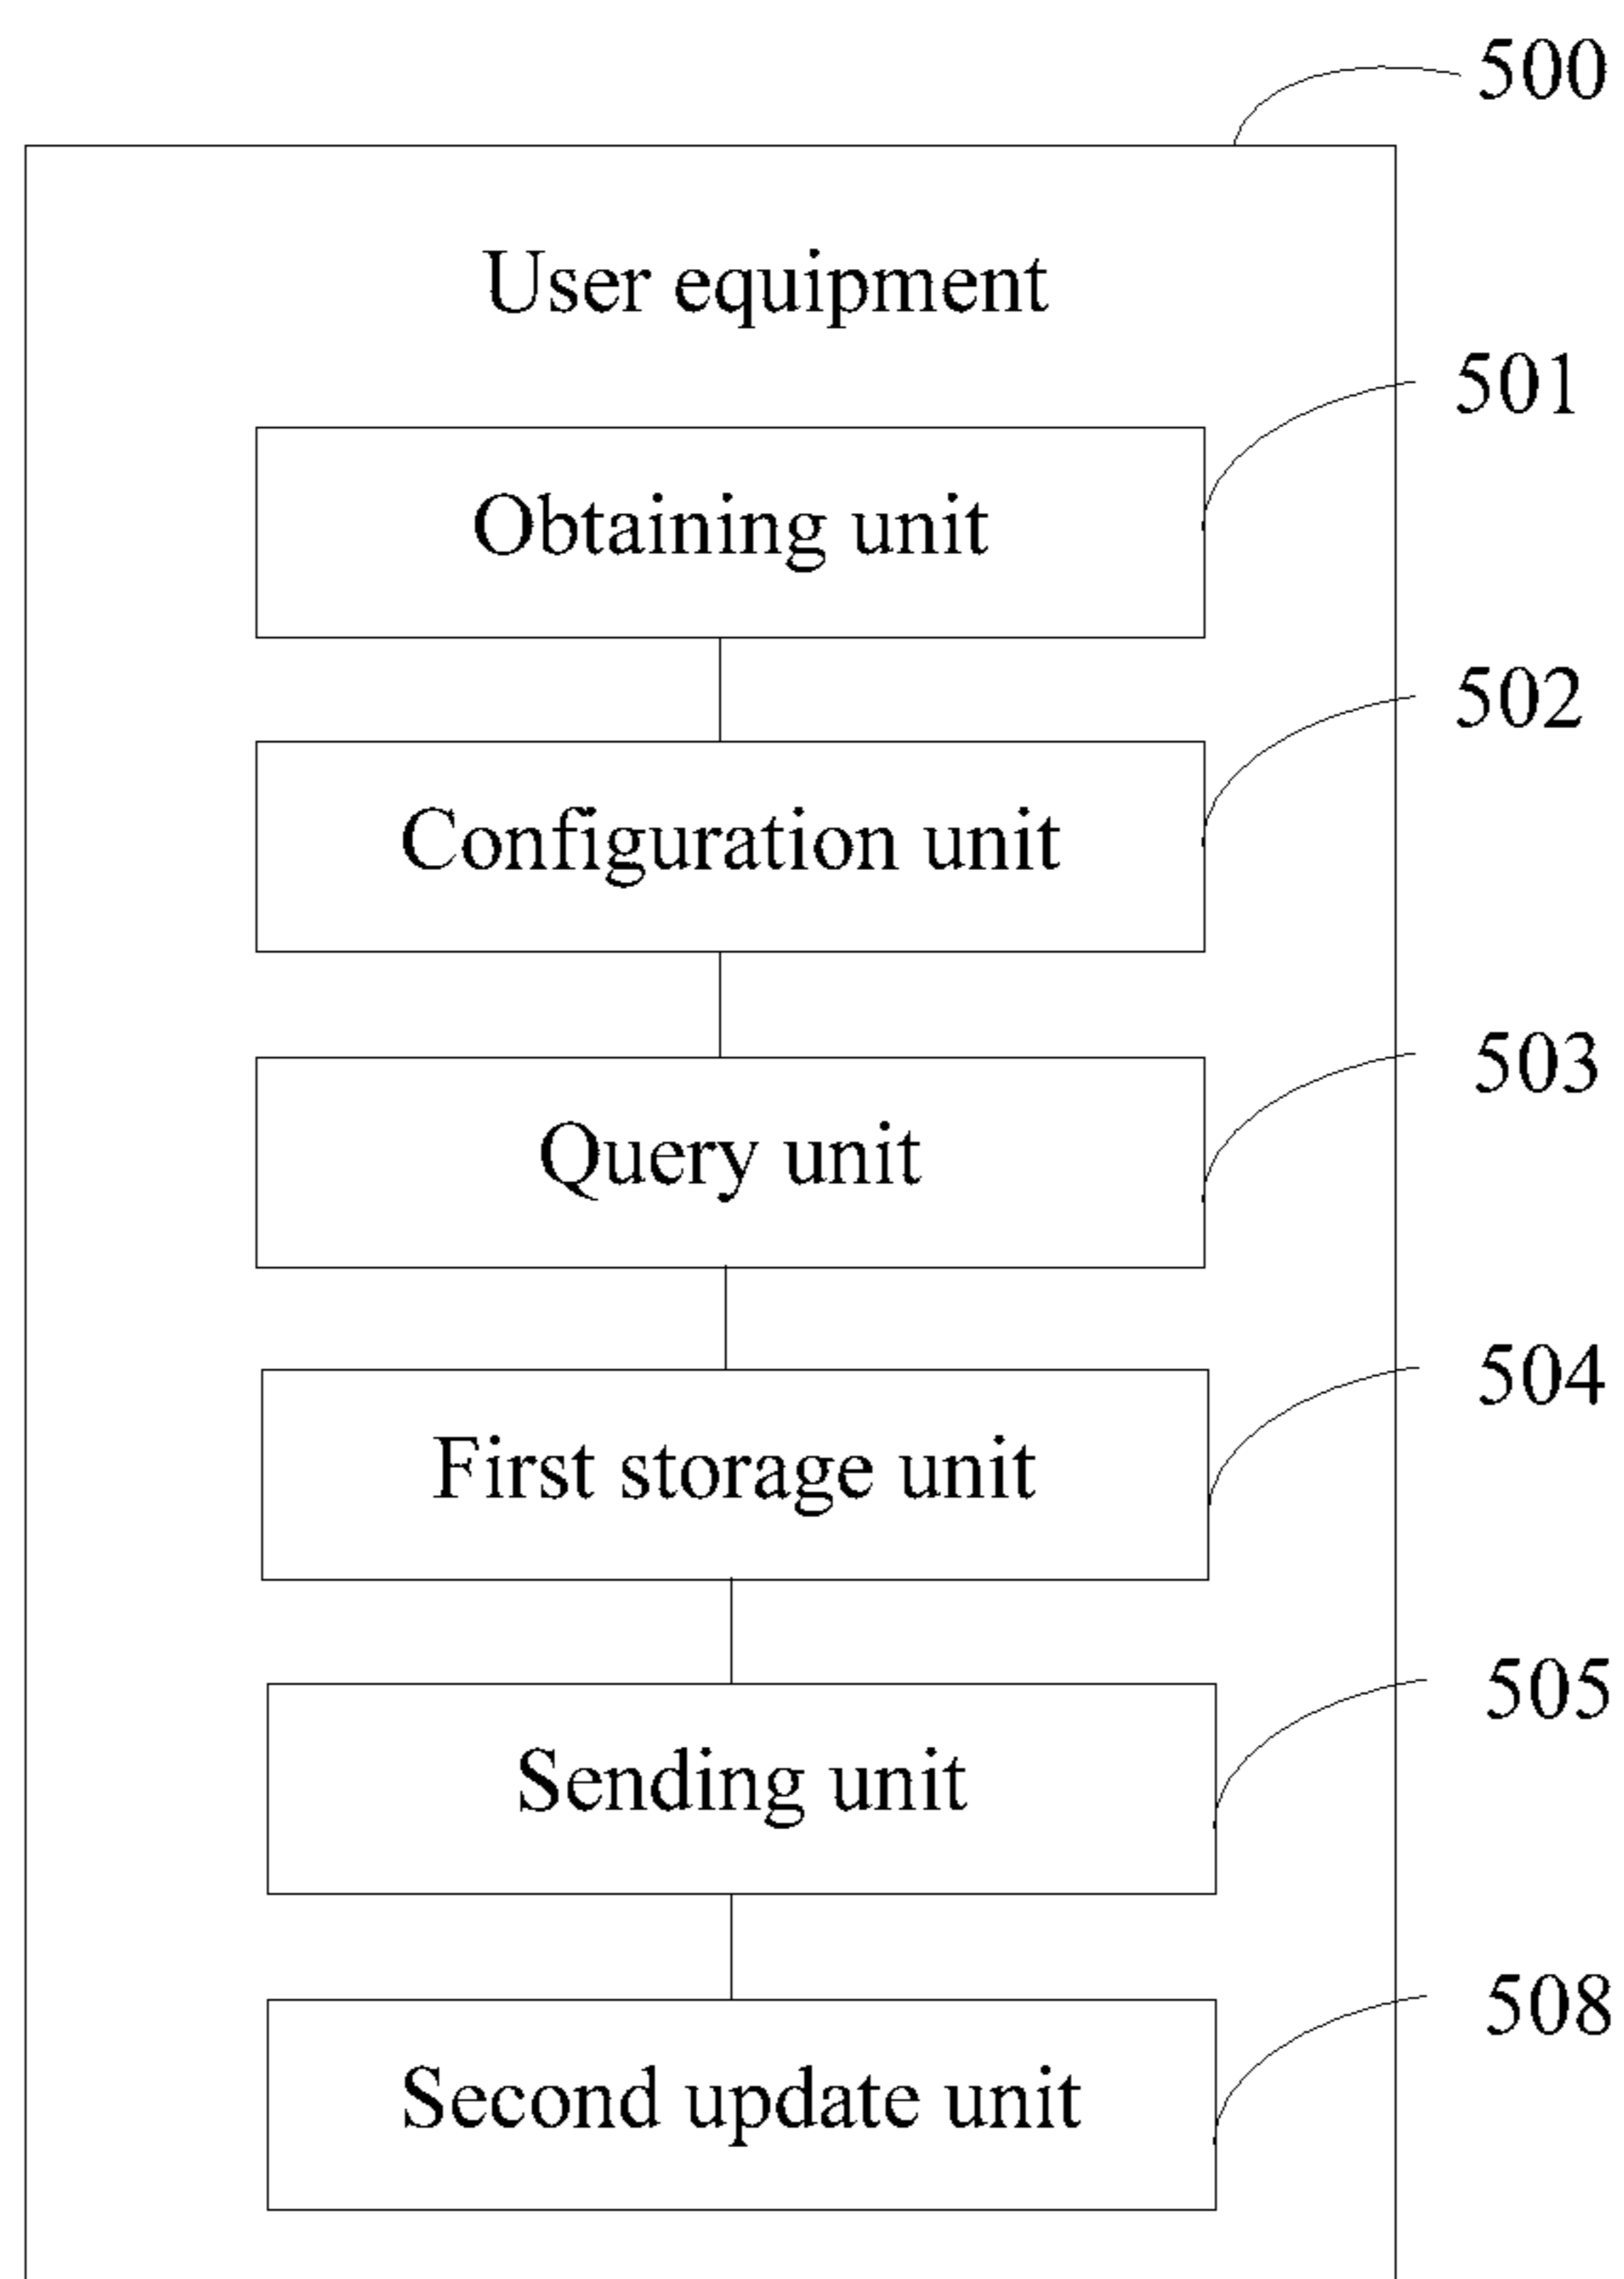 500
User equipment
501
Obtaining unit
502
Configuration unit
503
Query unit
504
First storage unit
505
Sending unit
508
Second update unit